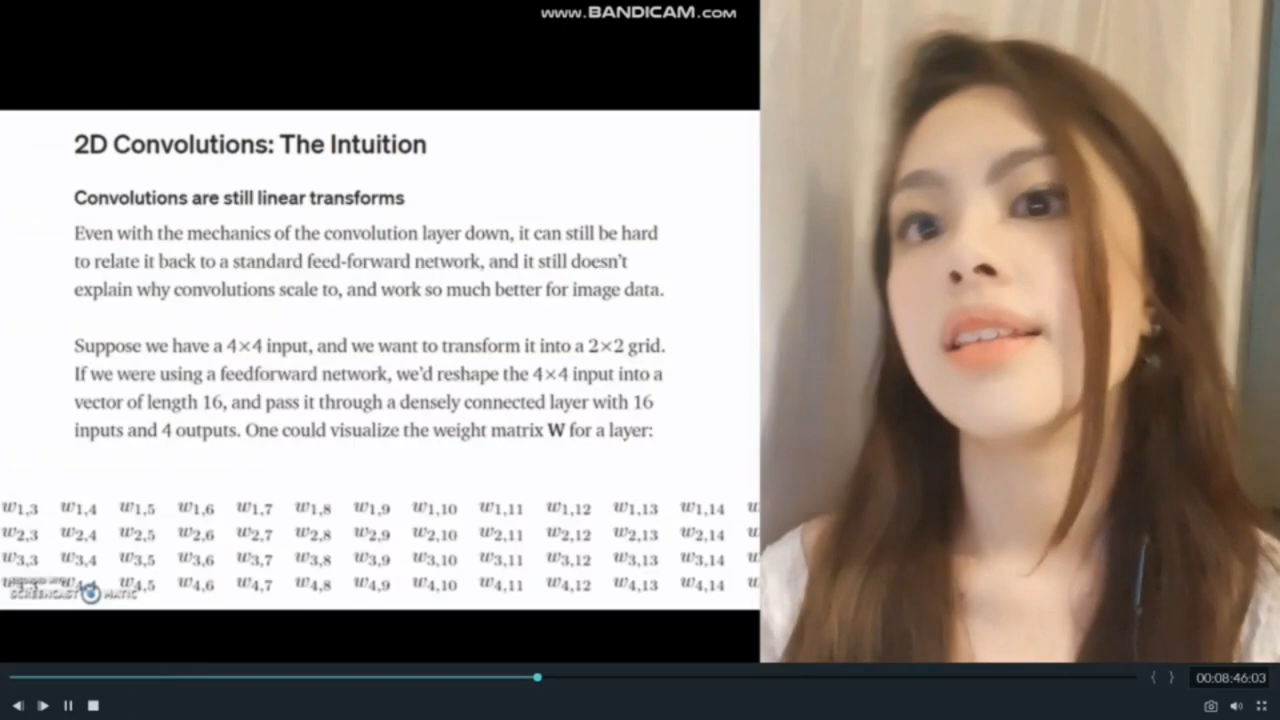 www.BANDICAM.com
2D Convolutions: The Intuition
Convolutions are still linear transforms
Even with the mechanics of the convolution layer down, it can still be hard
to relate it back to a standard feed-forward network, and it still doesn't
explain why convolutions scale to, and work so much better for image data.
Suppose we have a 4×4 input, and we want to transform it into a 2×2 grid.
If we were using a feedforward network, we'd reshape the 4×4 input into a
vector of length 16, and pass it through a densely connected layer with 16
inputs and 4 outputs. One could visualize the weight matrix W for a layer:
w1,3 w1,4 w1,5 w1,6 w1,7 w1,8 w1,9 w1,10 w1,11 w1,12 w1,13 w1,14
w2,3 w2,4 w2,5 w2,6 w2,7 w2,8 w2,9 w2,10 w2,11 w2,12 w2,13 w2,14
w3,3 w3,4 w3,5 w3,6 w3,7 w3,8 w3,9 w3,10 w3,11 w3,12 w3,13 w3,14
w4,5 w4,6 w4,7 w4,8 w4,9 w4,10 w4,11 w4,12 w4,13 w4,14
SCREENCAST MATIC
{ } 00:08:46:03